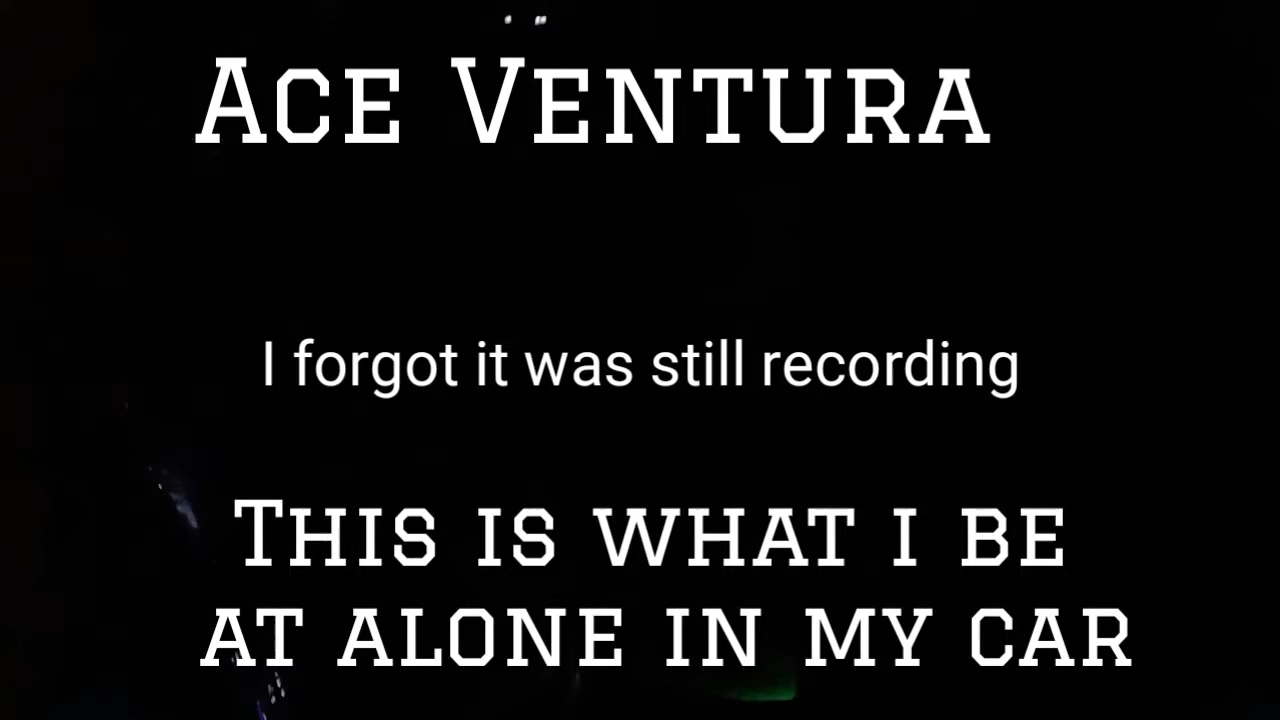 Ace Ventura
I forgot it was still recording
This is what i be
at alone in my car